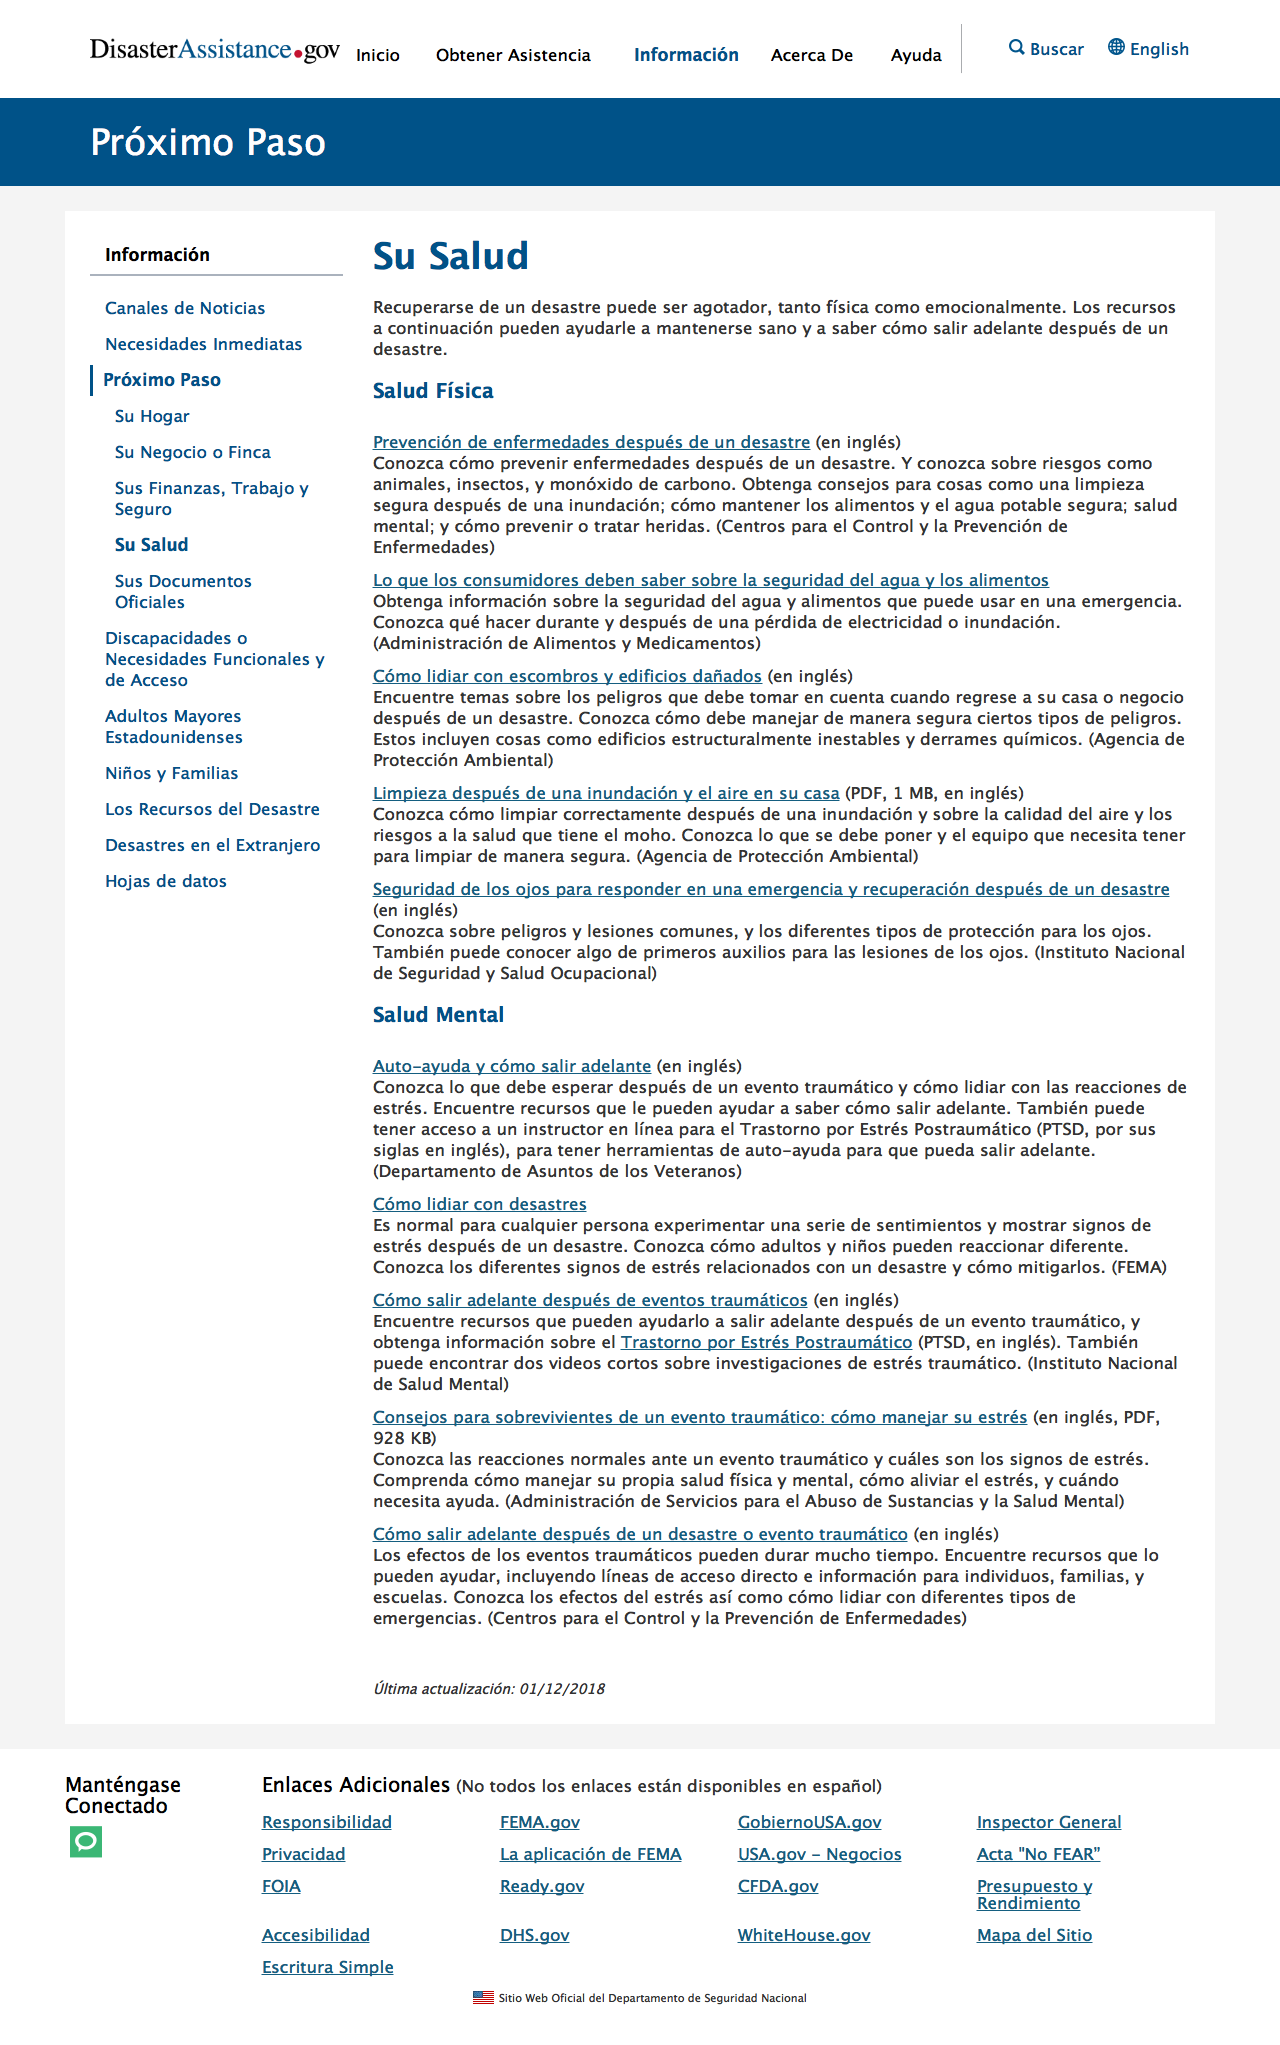 DisasterAssistance.gov
Inicio
Obtener Asistencia
Información
Acerca De
Ayuda
Buscar
English
Próximo Paso
Información
Canales de Noticias
Necesidades Inmediatas
Próximo Paso
Su Hogar
Su Negocio o Finca
Sus Finanzas, Trabajo y
Seguro
Su Salud
Sus Documentos
Oficiales
Discapacidades o
Necesidades Funcionales y
de Acceso
Adultos Mayores
Estadounidenses
Niños y Familias
Los Recursos del Desastre
Desastres en el Extranjero
Hojas de datos
Su Salud
Recuperarse de un desastre puede ser agotador, tanto física como emocionalmente. Los recursos
a continuación pueden ayudarle a mantenerse sano y a saber cómo salir adelante después de un
desastre.
Salud Física
Prevención de enfermedades después de un desastre (en inglés)
Conozca cómo prevenir enfermedades después de un desastre. Y conozca sobre riesgos como
animales, insectos, y monóxido de carbono. Obtenga consejos para cosas como una limpieza
segura después de una inundación; cómo mantener los alimentos y el agua potable segura; salud
mental; y cómo prevenir o tratar heridas. (Centros para el Control y la Prevención de
Enfermedades)
Lo que los consumidores deben saber sobre la seguridad del agua y los alimentos
Obtenga información sobre la seguridad del agua y alimentos que puede usar en una emergencia.
Conozca qué hacer durante y después de una pérdida de electricidad o inundación.
(Administración de Alimentos y Medicamentos)
Cómo lidiar con escombros y edificios dañados (en inglés)
Encuentre temas sobre los peligros que debe tomar en cuenta cuando regrese a su casa o negocio
después de un desastre. Conozca cómo debe manejar de manera segura ciertos tipos de peligros.
Estos incluyen cosas como edificios estructuralmente inestables y derrames químicos. (Agencia de
Protección Ambiental)
Limpieza después de una inundación y el aire en su casa (PDF, 1 MB, en inglés)
Conozca cómo limpiar correctamente después de una inundación y sobre la calidad del aire y los
riesgos a la salud que tiene el moho. Conozca lo que se debe poner y el equipo que necesita tener
para limpiar de manera segura. (Agencia de Protección Ambiental)
Seguridad de los ojos para responder en una emergencia y recuperación después de un desastre
(en inglés)
Conozca sobre peligros y lesiones comunes, y los diferentes tipos de protección para los ojos.
También puede conocer algo de primeros auxilios para las lesiones de los ojos. (Instituto Nacional
de Seguridad y Salud Ocupacional)
Salud Mental
Auto-ayuda y cómo salir adelante (en inglés)
Conozca lo que debe esperar después de un evento traumático y cómo lidiar con las reacciones de
estrés. Encuentre recursos que le pueden ayudar a saber cómo salir adelante. También puede
tener acceso a un instructor en línea para el Trastorno por Estrés Postraumático (PTSD, por sus
siglas en inglés), para tener herramientas de auto-ayuda para que pueda salir adelante.
(Departamento de Asuntos de los Veteranos)
Cómo lidiar con desastres
Es normal para cualquier persona experimentar una serie de sentimientos y mostrar signos de
estrés después de un desastre. Conozca cómo adultos y niños pueden reaccionar diferente.
Conozca los diferentes signos de estrés relacionados con un desastre y cómo mitigarlos. (FEMA)
Cómo salir adelante después de eventos traumáticos (en inglés)
Encuentre recursos que pueden ayudarlo a salir adelante después de un evento traumático, y
obtenga información sobre el Trastorno por Estrés Postraumático (PTSD, en inglés). También
puede encontrar dos videos cortos sobre investigaciones de estrés traumático. (Instituto Nacional
de Salud Mental)
Consejos para sobrevivientes de un evento traumático: cómo manejar su estrés (en inglés, PDF,
928 KB)
Conozca las reacciones normales ante un evento traumático y cuáles son los signos de estrés.
Comprenda cómo manejar su propia salud física y mental, cómo aliviar el estrés, y cuándo
necesita ayuda. (Administración de Servicios para el Abuso de Sustancias y la Salud Mental)
Cómo salir adelante después de un desastre o evento traumático (en inglés)
Los efectos de los eventos traumáticos pueden durar mucho tiempo. Encuentre recursos que lo
pueden ayudar, incluyendo líneas de acceso directo e información para individuos, familias, y
escuelas. Conozca los efectos del estrés así como cómo lidiar con diferentes tipos de
emergencias. (Centros para el Control y la Prevención de Enfermedades)
Última actualización: 01/12/2018
Manténgase
Conectado
Enlaces Adicionales (No todos los enlaces están disponibles en español)
Responsibilidad
FEMA.gov
GobiernoUSA.gov
Inspector General
Privacidad
La aplicación de FEMA
USA.gov – Negocios
Acta "No FEAR”
FOIA
Ready.gov
CFDA.gov
Presupuesto y
Rendimiento
Accesibilidad
DHS.gov
WhiteHouse.gov
Mapa del Sitio
Escritura Simple
Sitio Web Oficial del Departamento de Seguridad Nacional